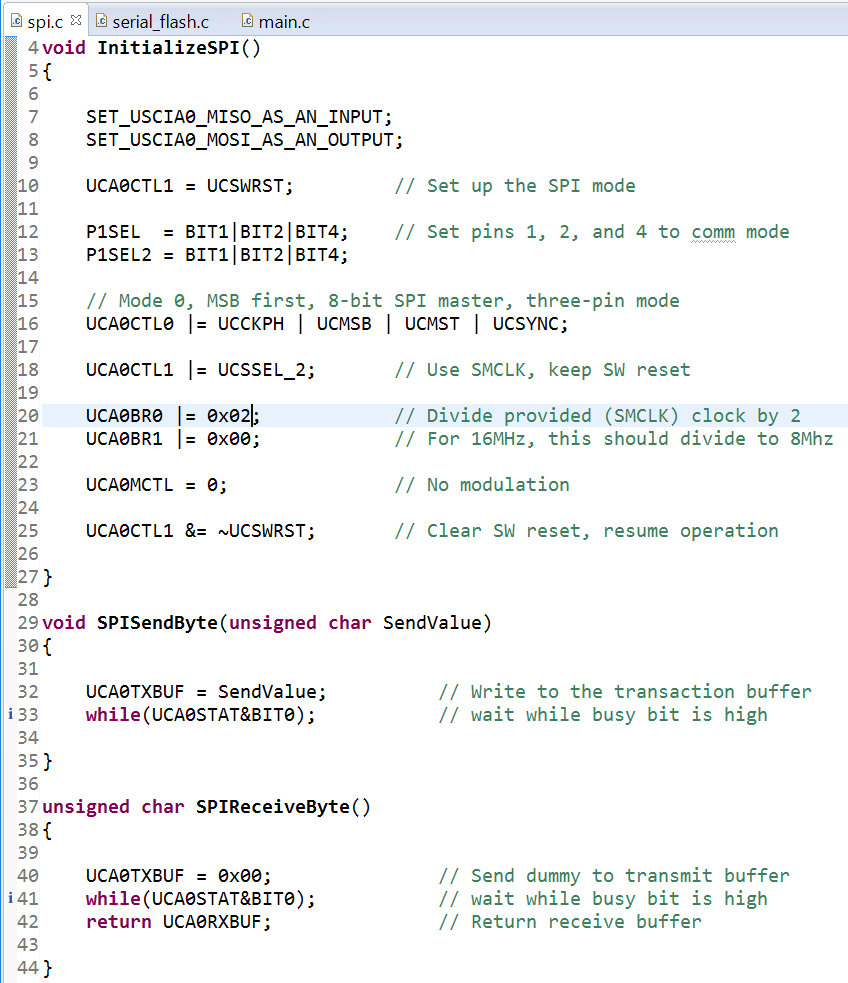 spi.c serial_flash.c main.c
4 void InitializeSPI()
5 {
6
7     SET_USCIA0_MISO_AS_AN_INPUT;
8     SET_USCIA0_MOSI_AS_AN_OUTPUT;
9
10     UCA0CTL1 = UCSWRST;         // Set up the SPI mode
11
12     P1SEL  = BIT1|BIT2|BIT4;    // Set pins 1, 2, and 4 to comm mode
13     P1SEL2 = BIT1|BIT2|BIT4;
14
15     // Mode 0, MSB first, 8-bit SPI master, three-pin mode
16     UCA0CTL0 |= UCCKPH | UCMSB | UCMST | UCSYNC;
17
18     UCA0CTL1 |= UCSSEL_2;       // Use SMCLK, keep SW reset
19
20     UCA0BR0 |= 0x02;            // Divide provided (SMCLK) clock by 2
21     UCA0BR1 |= 0x00;            // For 16MHz, this should divide to 8Mhz
22
23     UCA0MCTL = 0;               // No modulation
24
25     UCA0CTL1 &= ~UCSWRST;       // Clear SW reset, resume operation
26
27 }
28
29 void SPISendByte(unsigned char SendValue)
30 {
31
32     UCA0TXBUF = SendValue;          // Write to the transaction buffer
i 33     while(UCA0STAT&BIT0);           // wait while busy bit is high
34
35 }
36
37 unsigned char SPIReceiveByte()
38 {
39
40     UCA0TXBUF = 0x00;               // Send dummy to transmit buffer
i 41     while(UCA0STAT&BIT0);           // wait while busy bit is high
42     return UCA0RXBUF;               // Return receive buffer
43
44 }